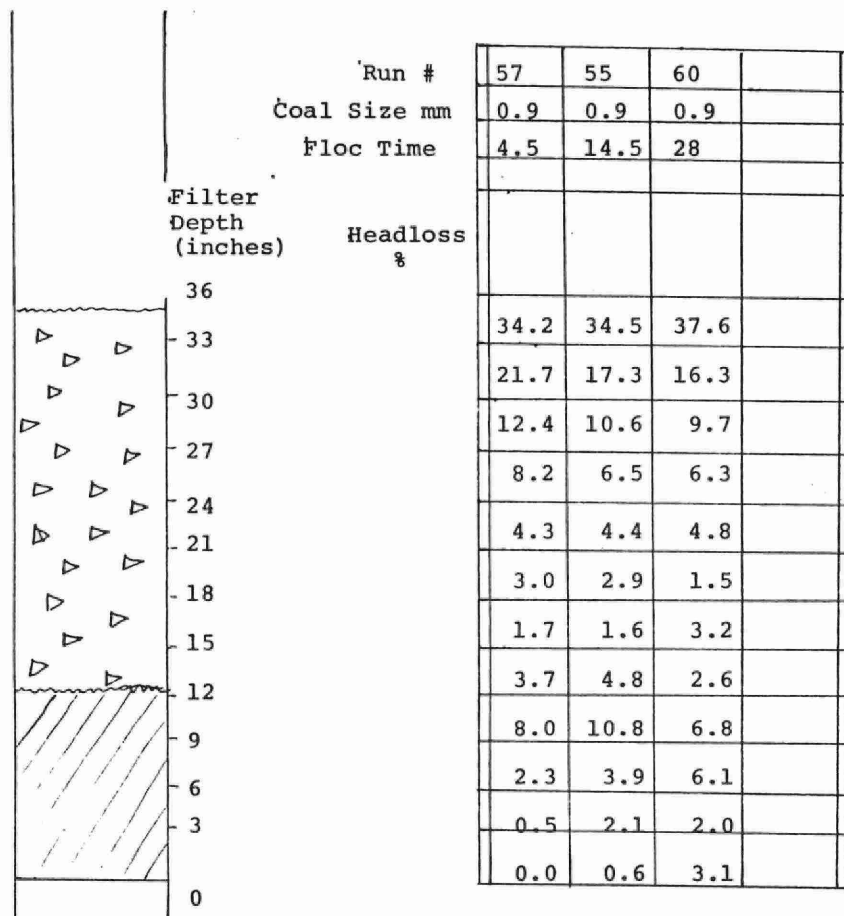 Run # 57 55 60
Coal Size mm 0.9 0.9 0.9
Floc Time 4.5 14.5 28
Filter
Depth
(inches)
Headloss
%
36
33
30
27
24
21
18
15
12
9
6
3
0
34.2 34.5 37.6
21.7 17.3 16.3
12.4 10.6 9.7
8.2 6.5 6.3
4.3 4.4 4.8
3.0 2.9 1.5
1.7 1.6 3.2
3.7 4.8 2.6
8.0 10.8 6.8
2.3 3.9 6.1
0.5 2.1 2.0
0.0 0.6 3.1